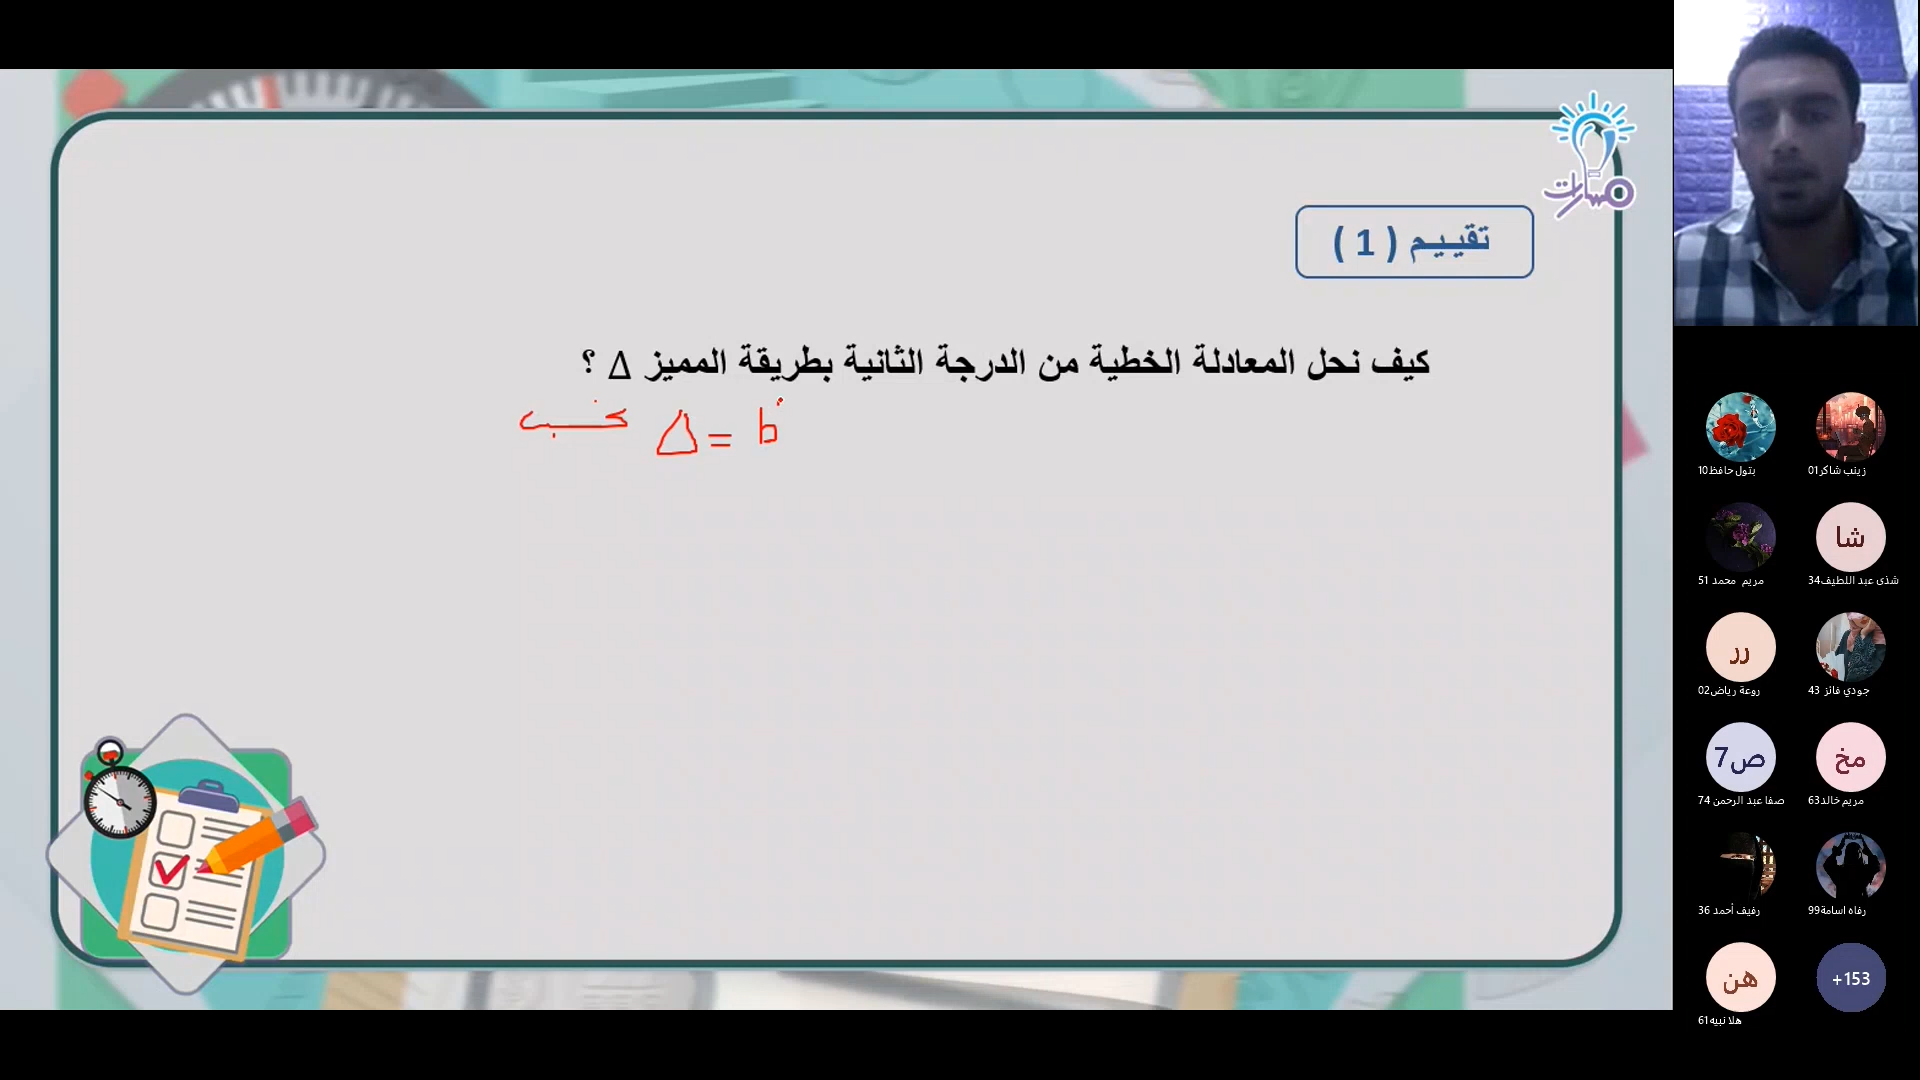 مسارات
تقييم ( 1 )
كيف نحل المعادلة الخطية من الدرجة الثانية بطريقة المميز Δ ؟
نحسب Δ = b
بتول حافظ10
زينب شاكر01
شا
مريم محمد 51
شذى عبد اللطيف34
رر
روعة رياض02
جودي فائز 43
ص7
مخ
صفا عبد الرحمن 74
مريم خالد63
رفيف أحمد 36
رفاه اسامة99
هن
+153
هلا نبيه61